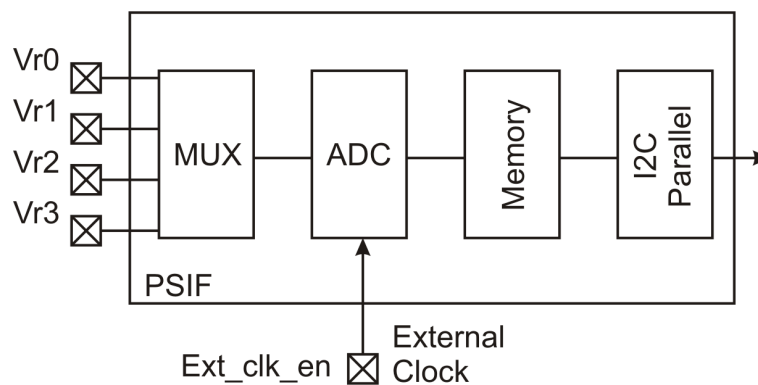 Vr0
Vr1
Vr2
Vr3
MUX
ADC
Memory
I2C
Parallel
PSIF
Ext_clk_en
External
Clock